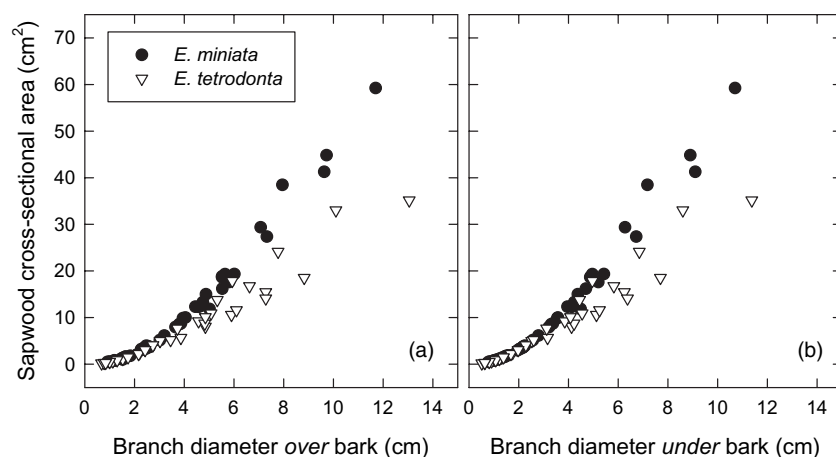 70
60
50
40
30
20
10
0
Sapwood cross-sectional area (cm²)
E. miniata
E. tetrodonta
(a)
(b)
0 2 4 6 8 10 12 14
0 2 4 6 8 10 12 14
Branch diameter over bark (cm)
Branch diameter under bark (cm)